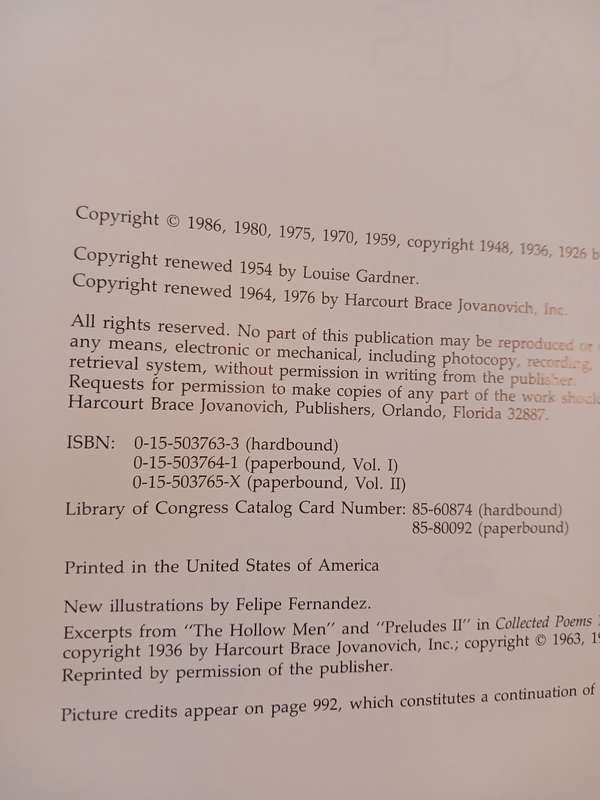 Copyright © 1986, 1980, 1975, 1970, 1959, copyright 1948, 1936, 1926
Copyright renewed 1954 by Louise Gardner.
Copyright renewed 1964, 1976 by Harcourt Brace Jovanovich, Inc.
All rights reserved. No part of this publication may be reproduced or
any means, electronic or mechanical, including photocopy, recording,
retrieval system, without permission in writing from the publisher.
Requests for permission to make copies of any part of the work
Harcourt Brace Jovanovich, Publishers, Orlando, Florida 32887.
ISBN: 0-15-503763-3 (hardbound)
0-15-503764-1 (paperbound, Vol. I)
0-15-503765-X (paperbound, Vol. II)
Library of Congress Catalog Card Number: 85-60874 (hardbound)
85-80092 (paperbound)
Printed in the United States of America
New illustrations by Felipe Fernandez.
Excerpts from "The Hollow Men" and "Preludes II" in Collected Poems
copyright 1936 by Harcourt Brace Jovanovich, Inc.; copyright © 1963,
Reprinted by permission of the publisher.
Picture credits appear on page 992, which constitutes a continuation of